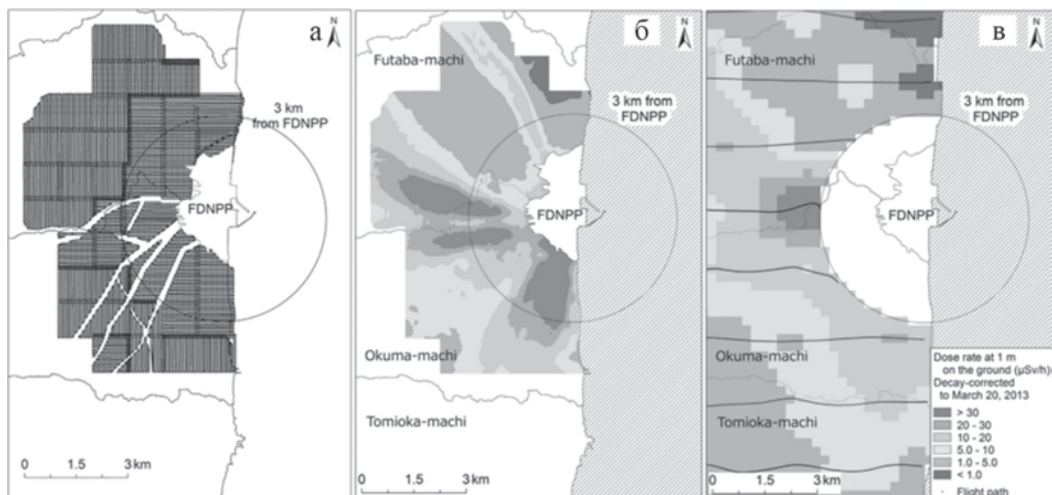 а
N
3 km
from FDNPP
FDNPP
0 1.5 3 km
б
N
Futaba-machi
3 km from
FDNPP
FDNPP
Okuma-machi
Tomioka-machi
0 1.5 3 km
в
N
Futaba-machi
3 km from
FDNPP
FDNPP
Okuma-machi
Tomioka-machi
0 1.5 3 km
Dose rate at 1 m
on the ground (μSv/h)
Decay-corrected
to March 20, 2013
> 30
20 - 30
10 - 20
5.0 - 10
1.0 - 5.0
< 1.0
Flight path